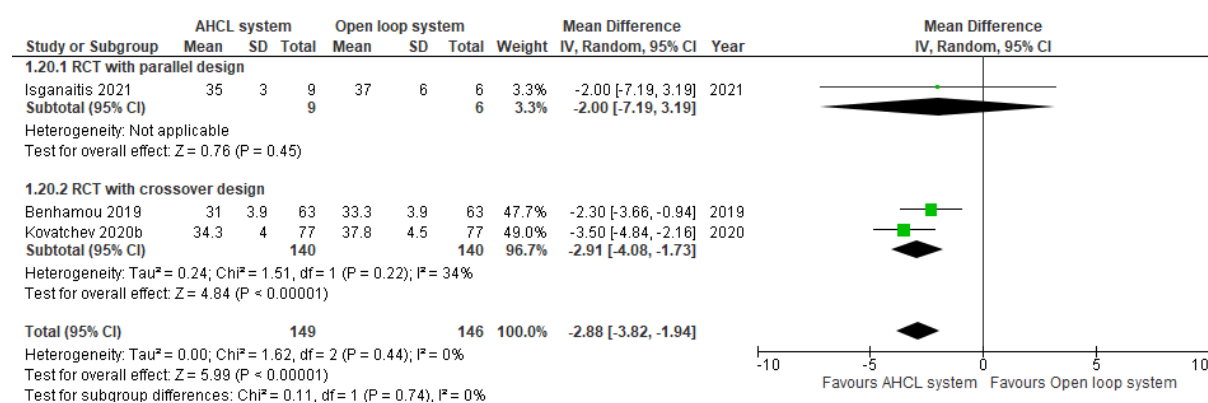 AHCL system Open loop system Mean Difference Mean Difference
Study or Subgroup Mean SD Total Mean SD Total Weight IV, Random, 95% CI Year IV, Random, 95% CI
1.20.1 RCT with parallel design
Isganaitis 2021 35 3 9 37 6 6 3.3% -2.00 [-7.19, 3.19] 2021
Subtotal (95% CI) 9 6 3.3% -2.00 [-7.19, 3.19]
Heterogeneity: Not applicable
Test for overall effect: Z = 0.76 (P = 0.45)
1.20.2 RCT with crossover design
Benhamou 2019 31 3.9 63 33.3 3.9 63 47.7% -2.30 [-3.66, -0.94] 2019
Kovatchev 2020b 34.3 4 77 37.8 4.5 77 49.0% -3.50 [-4.84, -2.16] 2020
Subtotal (95% CI) 140 140 96.7% -2.91 [-4.08, -1.73]
Heterogeneity: Tau² = 0.24; Chi² = 1.51, df = 1 (P = 0.22); I² = 34%
Test for overall effect: Z = 4.84 (P < 0.00001)
Total (95% CI) 149 146 100.0% -2.88 [-3.82, -1.94]
Heterogeneity: Tau² = 0.00; Chi² = 1.62, df = 2 (P = 0.44); I² = 0%
Test for overall effect: Z = 5.99 (P < 0.00001)
Test for subgroup differences: Chi² = 0.11, df = 1 (P = 0.74), I² = 0%
-10 -5 0 5 10
Favours AHCL system Favours Open loop system